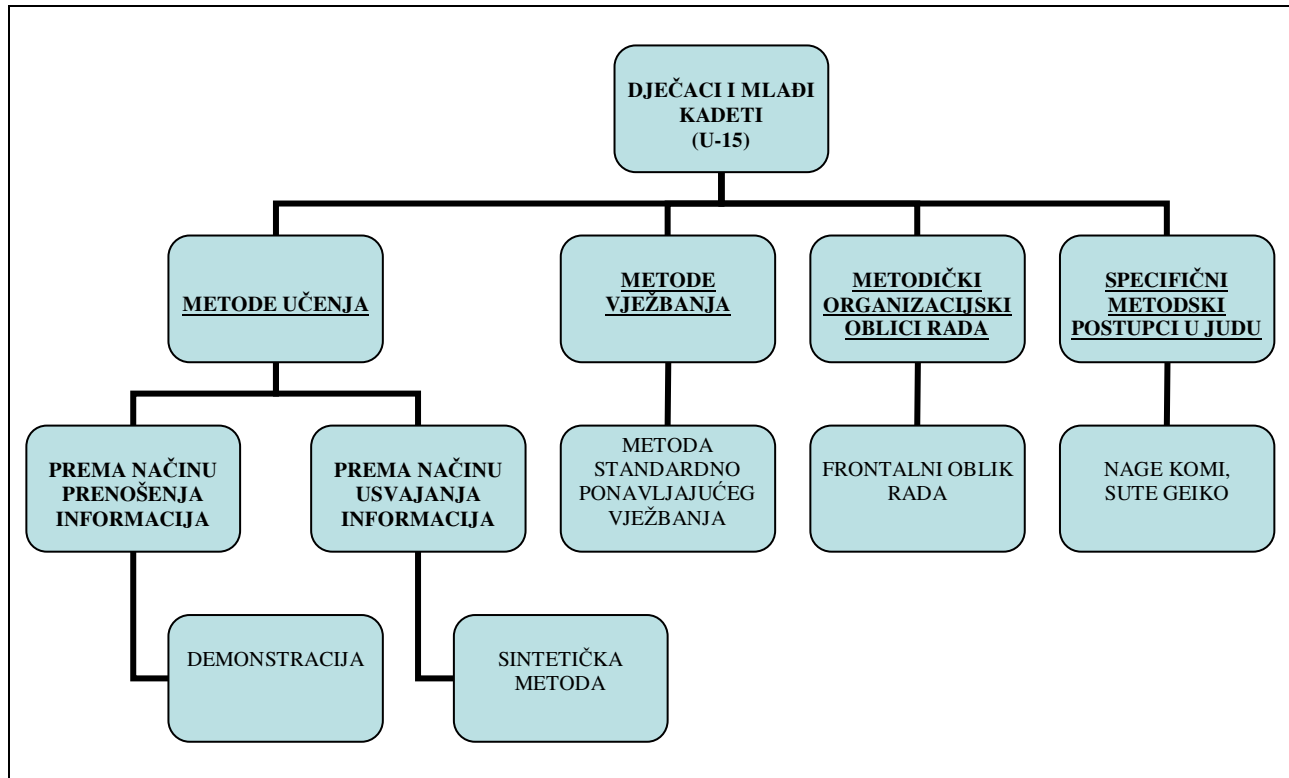 DJEČACI I MLAĐI
KADETI
(U-15)
METODE UČENJA
METODE
VJEŽBANJA
METODIČKI
ORGANIZACIJSKI
OBLICI RADA
SPECIFIČNI
METODSKI
POSTUPCI U JUDU
PREMA NAČINU
PRENOŠENJA
INFORMACIJA
PREMA NAČINU
USVAJANJA
INFORMACIJA
METODA
STANDARDNO
PONAVLJAJUĆEG
VJEŽBANJA
FRONTALNI OBLIK
RADA
NAGE KOMI,
SUTE GEIKO
DEMONSTRACIJA
SINTETIČKA
METODA